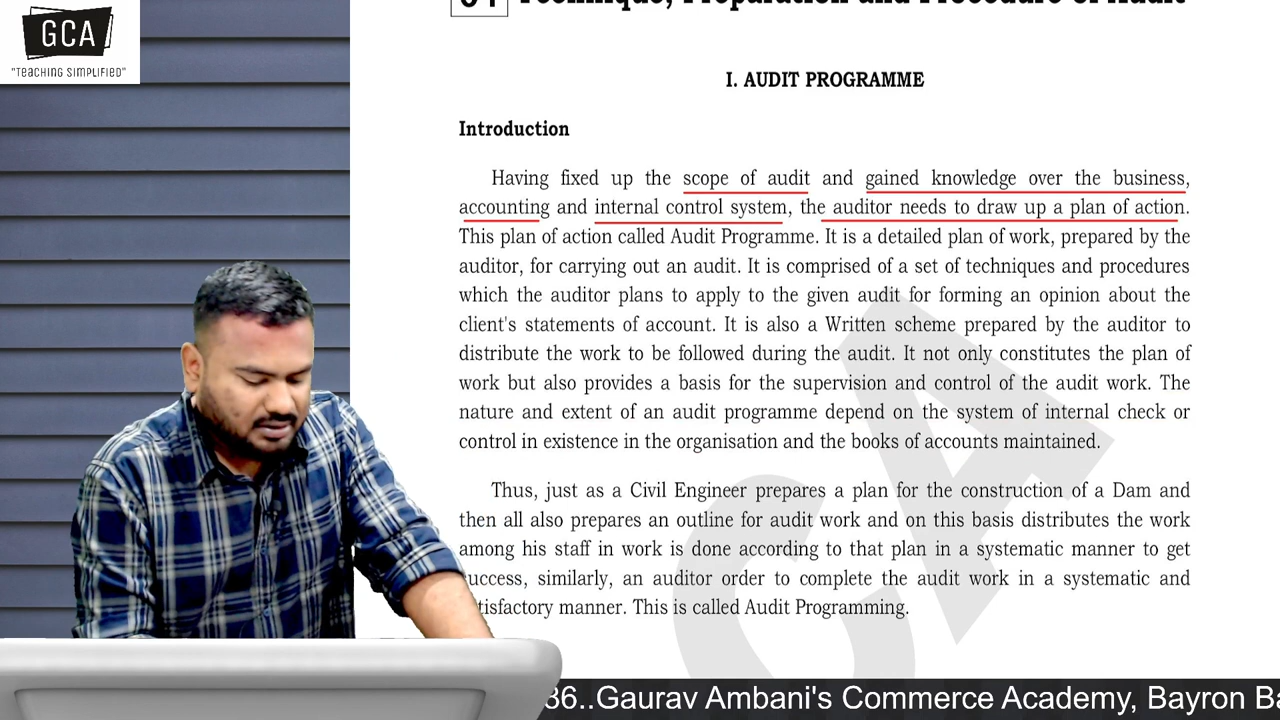 GCA
"TEACHING SIMPLIFIED"
04 Technique, Preparation and Procedure of Audit
I. AUDIT PROGRAMME
Introduction
Having fixed up the scope of audit and gained knowledge over the business,
accounting and internal control system, the auditor needs to draw up a plan of action.
This plan of action called Audit Programme. It is a detailed plan of work, prepared by the
auditor, for carrying out an audit. It is comprised of a set of techniques and procedures
which the auditor plans to apply to the given audit for forming an opinion about the
client's statements of account. It is also a Written scheme prepared by the auditor to
distribute the work to be followed during the audit. It not only constitutes the plan of
work but also provides a basis for the supervision and control of the audit work. The
nature and extent of an audit programme depend on the system of internal check or
control in existence in the organisation and the books of accounts maintained.
Thus, just as a Civil Engineer prepares a plan for the construction of a Dam and
then all also prepares an outline for audit work and on this basis distributes the work
among his staff in work is done according to that plan in a systematic manner to get
success, similarly, an auditor order to complete the audit work in a systematic and
tisfactory manner. This is called Audit Programming.
CA
36..Gaurav Ambani's Commerce Academy, Bayron Ba